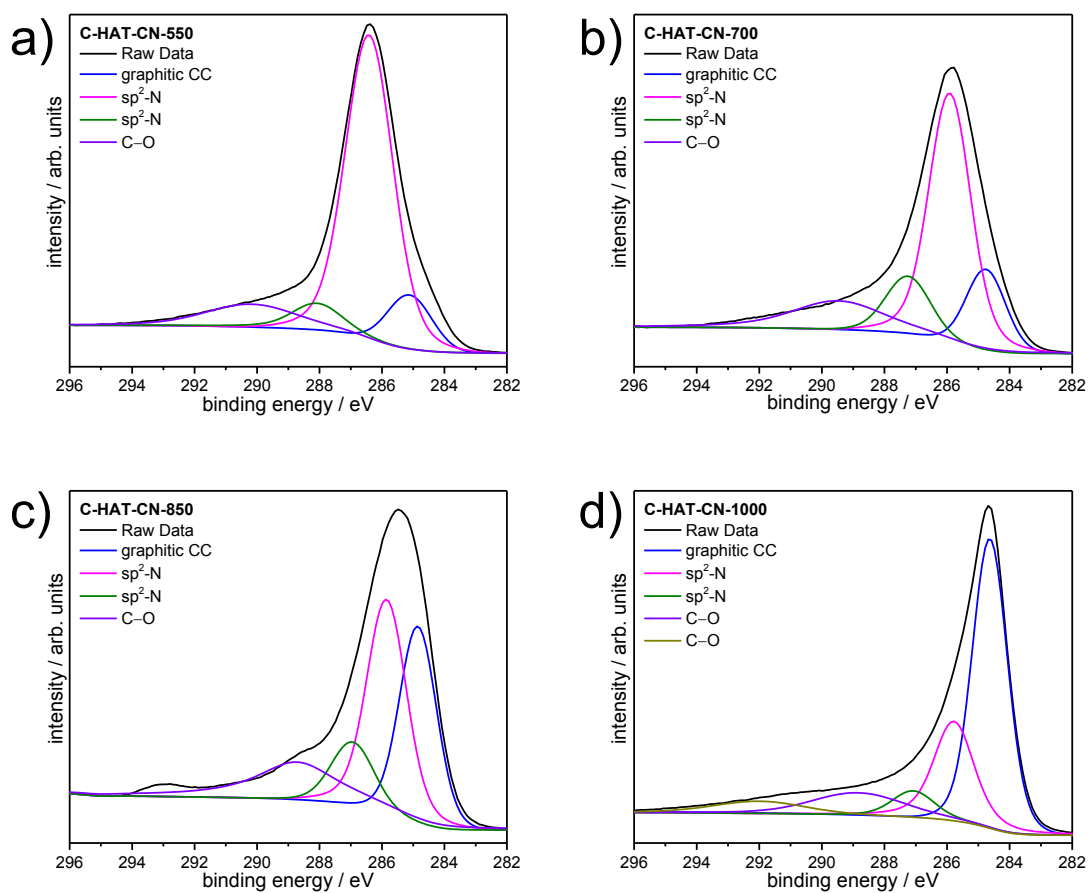 a)
C-HAT-CN-550
Raw Data
graphitic CC
sp²-N
sp²-N
C–O
intensity / arb. units
296 294 292 290 288 286 284 282
binding energy / eV
b)
C-HAT-CN-700
Raw Data
graphitic CC
sp²-N
sp²-N
C–O
intensity / arb. units
296 294 292 290 288 286 284 282
binding energy / eV
c)
C-HAT-CN-850
Raw Data
graphitic CC
sp²-N
sp²-N
C–O
intensity / arb. units
296 294 292 290 288 286 284 282
binding energy / eV
d)
C-HAT-CN-1000
Raw Data
graphitic CC
sp²-N
sp²-N
C–O
C–O
intensity / arb. units
296 294 292 290 288 286 284 282
binding energy / eV